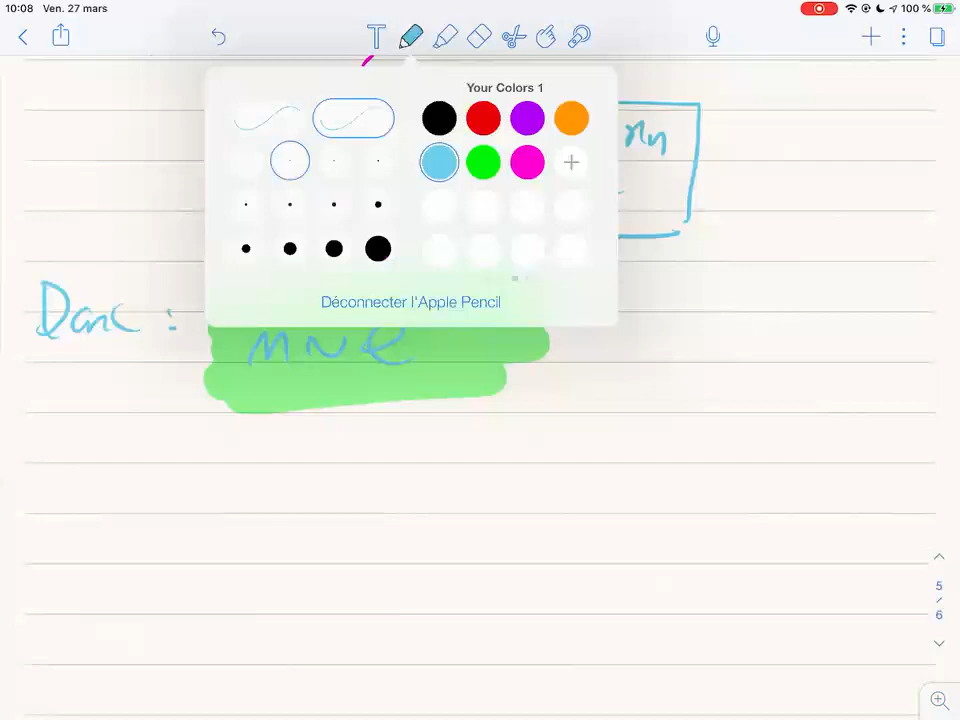 10:08 Ven. 27 mars 100 %
T
Your Colors 1
Déconnecter l'Apple Pencil
Donc :
5
6